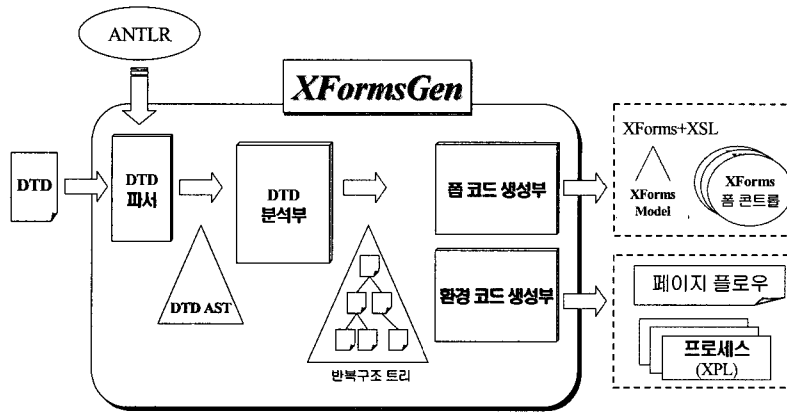 ANTLR
XFormsGen
DTD
DTD
파서
DTD AST
DTD
분석부
반복구조 트리
폼 코드 생성부
환경 코드 생성부
XForms+XSL
XForms
Model
XForms
폼 콘트롤
페이지 플로우
프로세스
(XPL)